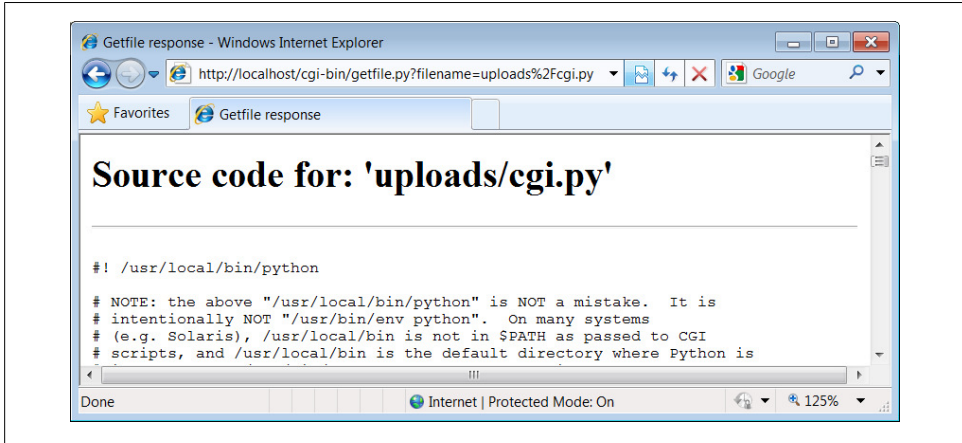 Getfile response - Windows Internet Explorer
http://localhost/cgi-bin/getfile.py?filename=uploads%2Fcgi.py
Google
Favorites
Getfile response
Source code for: 'uploads/cgi.py'
#! /usr/local/bin/python
# NOTE: the above "/usr/local/bin/python" is NOT a mistake.  It is
# intentionally NOT "/usr/bin/env python".  On many systems
# (e.g. Solaris), /usr/local/bin is not in $PATH as passed to CGI
# scripts, and /usr/local/bin is the default directory where Python is
Done
Internet | Protected Mode: On
125%